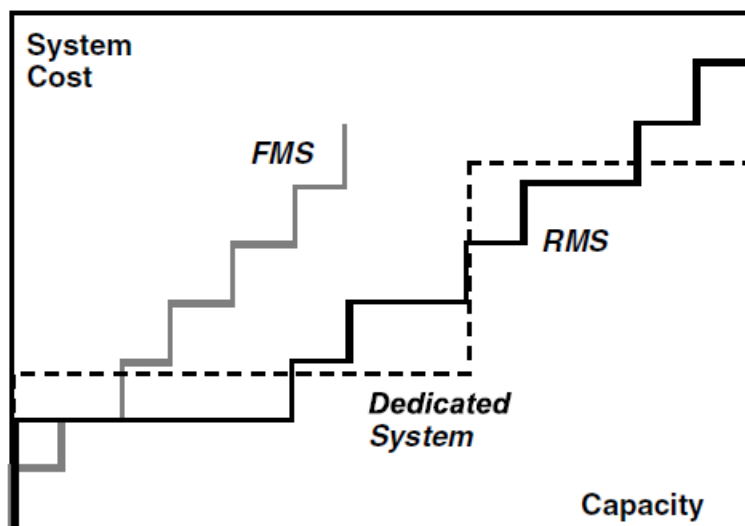 System
Cost
FMS
RMS
Dedicated
System
Capacity